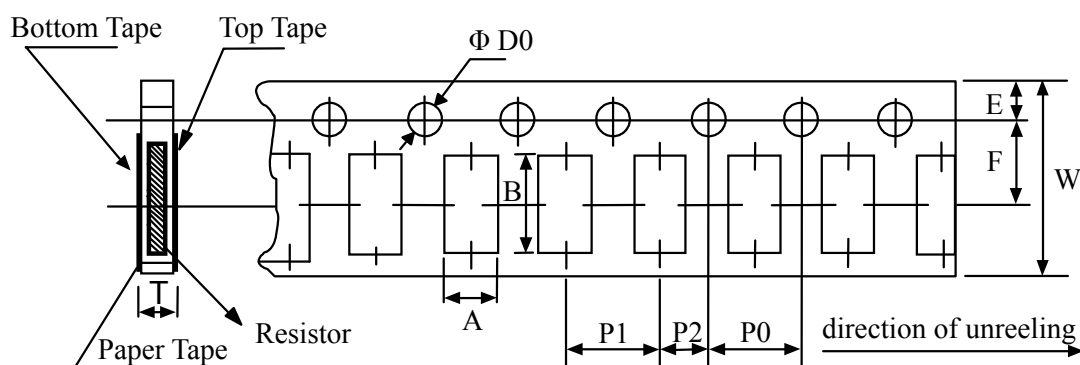 Bottom Tape
Top Tape
Φ D0
E
F
W
B
T
A
Resistor
Paper Tape
P1
P2
P0
direction of unreeling